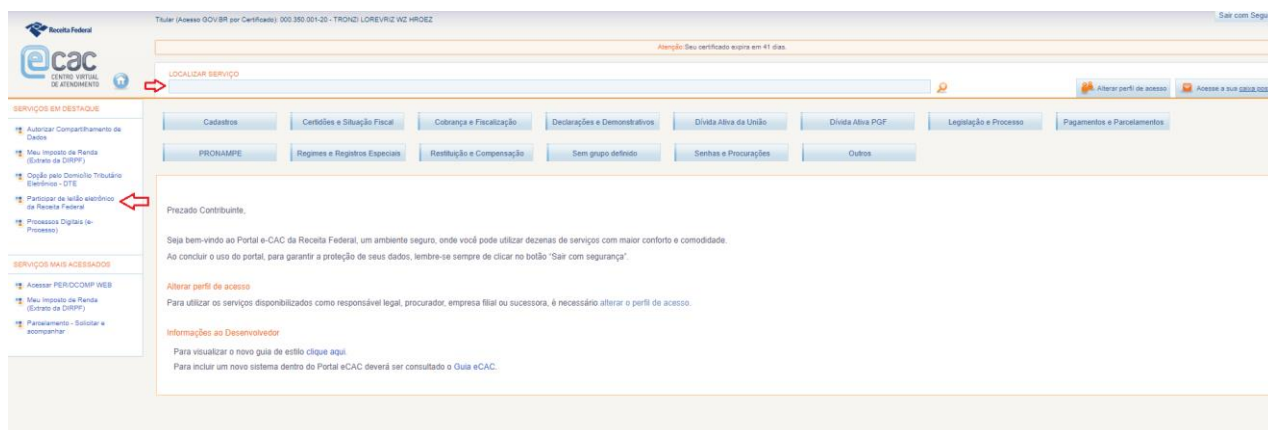 Receita Federal
Titular (Acesso GOV.BR por Certificado): 000.350.001-20 - TRONZI LOREVRIZ WZ HROEZ
Sair com Segu
ecac
CENTRO VIRTUAL
DE ATENDIMENTO
Atenção Seu certificado expira em 41 dias.
LOCALIZAR SERVIÇO
Alterar perfil de acesso
Acesse a sua caixa pos
SERVIÇOS EM DESTAQUE
Autorizar Compartilhamento de
Dados
Meu Imposto de Renda
(Extrato da DIRPF)
Opção pelo Domicílio Tributário
Eletrônico - DTE
Participar de leilão eletrônico
da Receita Federal
Processos Digitais (e-
Processo)
SERVIÇOS MAIS ACESSADOS
Acessar PER/DCOMP WEB
Meu Imposto de Renda
(Extrato da DIRPF)
Parcelamento - Solicitar e
acompanhar
Cadastros
Certidões e Situação Fiscal
Cobrança e Fiscalização
Declarações e Demonstrativos
Dívida Ativa da União
Dívida Ativa PGF
Legislação e Processo
Pagamentos e Parcelamentos
PRONAMPE
Regimes e Registros Especiais
Restituição e Compensação
Sem grupo definido
Senhas e Procurações
Outros
Prezado Contribuinte,
Seja bem-vindo ao Portal e-CAC da Receita Federal, um ambiente seguro, onde você pode utilizar dezenas de serviços com maior conforto e comodidade.
Ao concluir o uso do portal, para garantir a proteção de seus dados, lembre-se sempre de clicar no botão “Sair com segurança”.
Alterar perfil de acesso
Para utilizar os serviços disponibilizados como responsável legal, procurador, empresa filial ou sucessora, é necessário alterar o perfil de acesso.
Informações ao Desenvolvedor
Para visualizar o novo guia de estilo clique aqui.
Para incluir um novo sistema dentro do Portal eCAC deverá ser consultado o Guia eCAC.